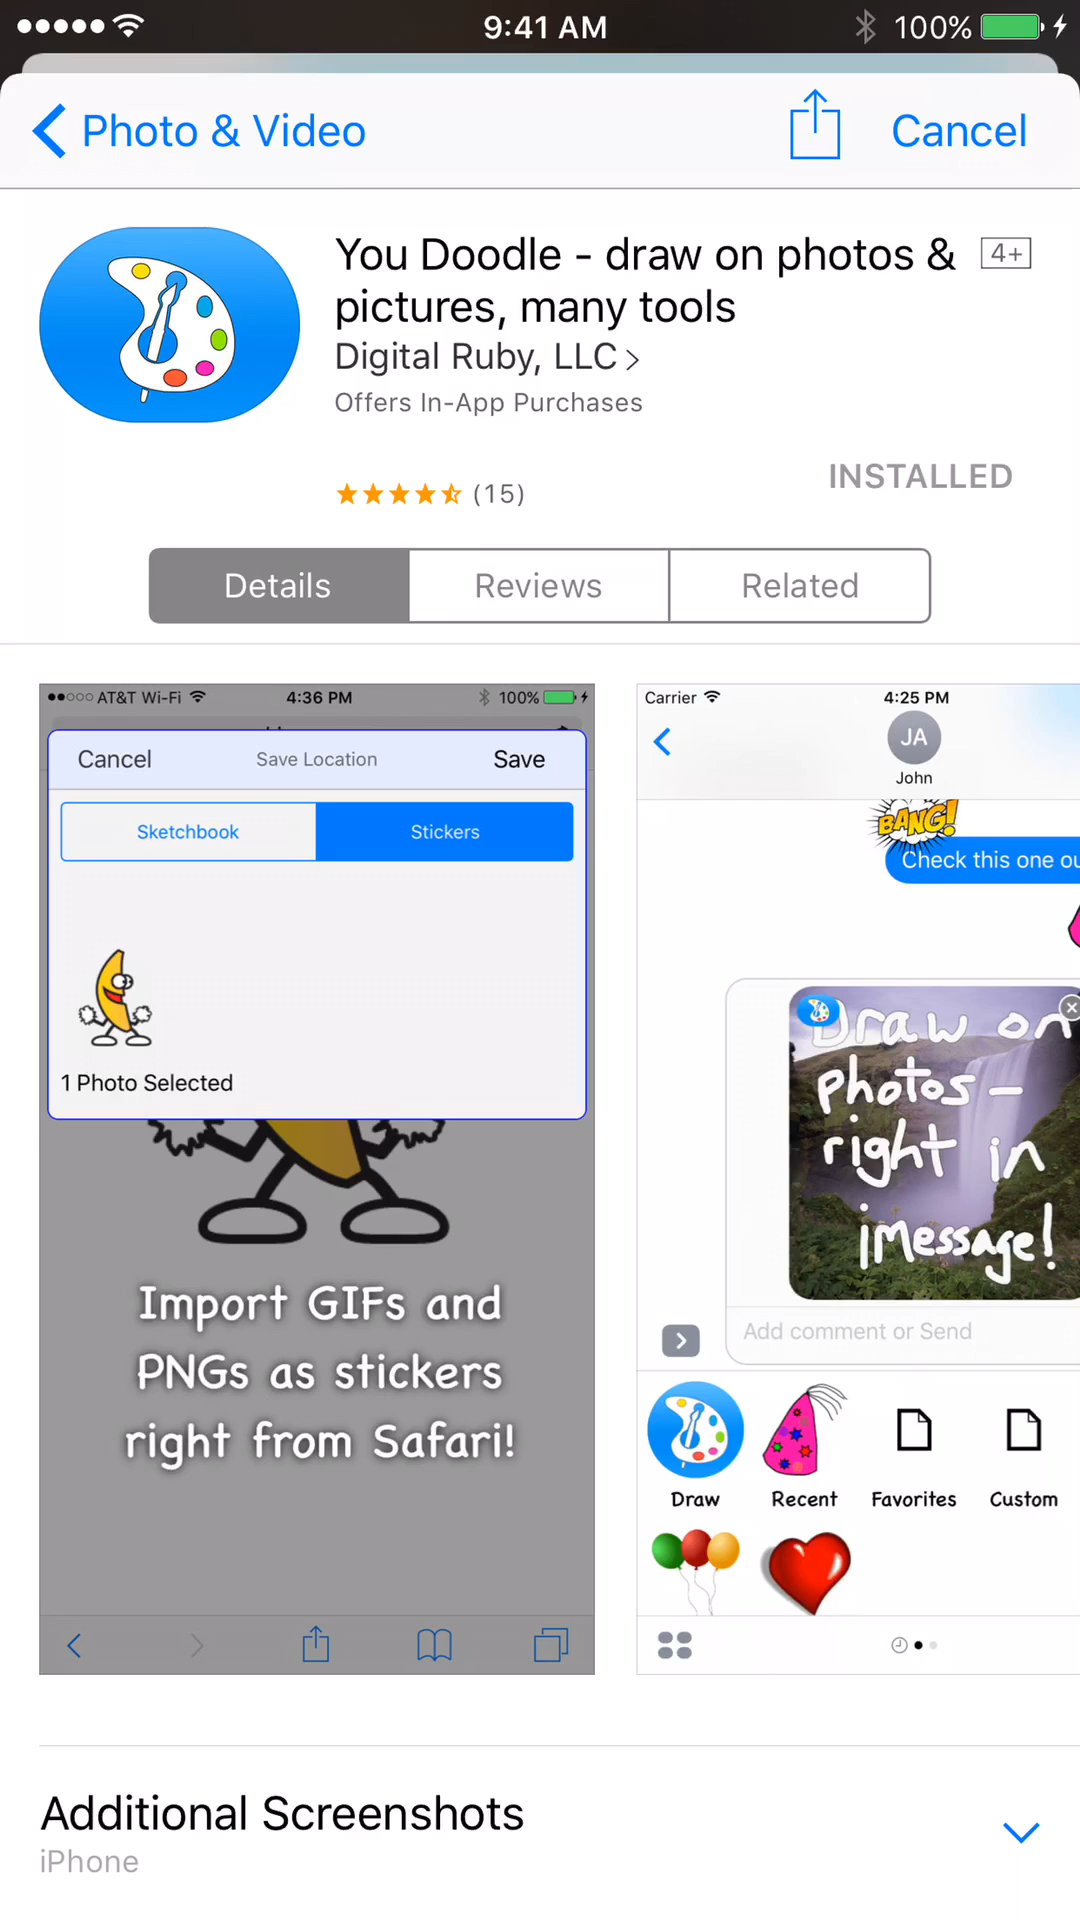 9:41 AM
100%
Photo & Video
Cancel
You Doodle - draw on photos &
pictures, many tools
4+
Digital Ruby, LLC
Offers In-App Purchases
(15)
INSTALLED
Details
Reviews
Related
AT&T Wi-Fi
4:36 PM
100%
Cancel
Save Location
Save
Sketchbook
Stickers
1 Photo Selected
Import GIFs and
PNGs as stickers
right from Safari!
Carrier
4:25 PM
JA
John
BANG!
Check this one
Draw on
photos -
right in
iMessage!
Add comment or Send
Draw
Recent
Favorites
Custom
Additional Screenshots
iPhone